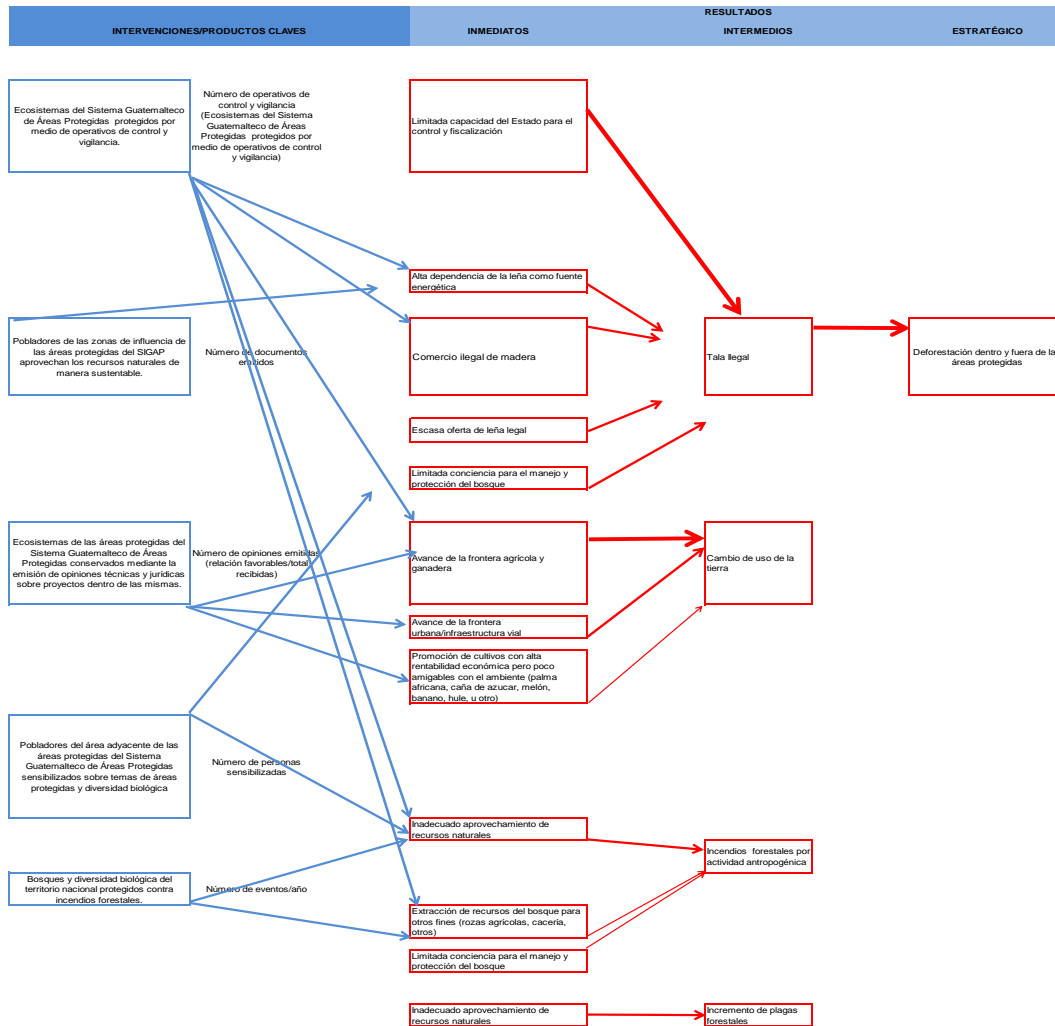 RESULTADOS
INTERVENCIONES/PRODUCTOS CLAVES
INMEDIATOS
INTERMEDIOS
ESTRATÉGICO
Ecosistemas del Sistema Guatemalteco
de Áreas Protegidas protegidos por
medio de operativos de control y
vigilancia.
Número de operativos de
control y vigilancia
(Ecosistemas del Sistema
Guatemalteco de Áreas
Protegidas protegidos por
medio de operativos de control
y vigilancia)
Limitada capacidad del Estado para el
control y fiscalización
Alta dependencia de la leña como fuente
energética
Pobladores de las zonas de influencia de
las áreas protegidas del SIGAP
aprovechan los recursos naturales de
manera sustentable.
Número de documentos
emitidos
Comercio ilegal de madera
Tala Ilegal
Deforestación dentro y fuera de la
áreas protegidas
Escasa oferta de leña legal
Limitada conciencia para el manejo y
protección del bosque
Ecosistemas de las áreas protegidas del
Sistema Guatemalteco de Áreas
Protegidas conservados mediante la
emisión de opiniones técnicas y jurídicas
sobre proyectos dentro de las mismas.
Número de opiniones emitidas
(relación favorables/total
recibidas)
Avance de la frontera agrícola y
ganadera
Cambio de uso de la
tierra
Avance de la frontera
urbana/infraestructura vial
Promoción de cultivos con alta
rentabilidad económica pero poco
amigables con el ambiente (palma
africana, caña de azucar, melón,
banano, hule, u otro)
Pobladores del área adyacente de las
áreas protegidas del Sistema
Guatemalteco de Áreas Protegidas
sensibilizados sobre temas de áreas
protegidas y diversidad biológica
Número de personas
sensibilizadas
Inadecuado aprovechamiento de
recursos naturales
Incendios forestales por
actividad antropogénica
Bosques y diversidad biológica del
territorio nacional protegidos contra
incendios forestales.
Número de eventos/año
Extracción de recursos del bosque para
otros fines (rozas agrícolas, cacería,
otros)
Limitada conciencia para el manejo y
protección del bosque
Inadecuado aprovechamiento de
recursos naturales
Incremento de plagas
forestales